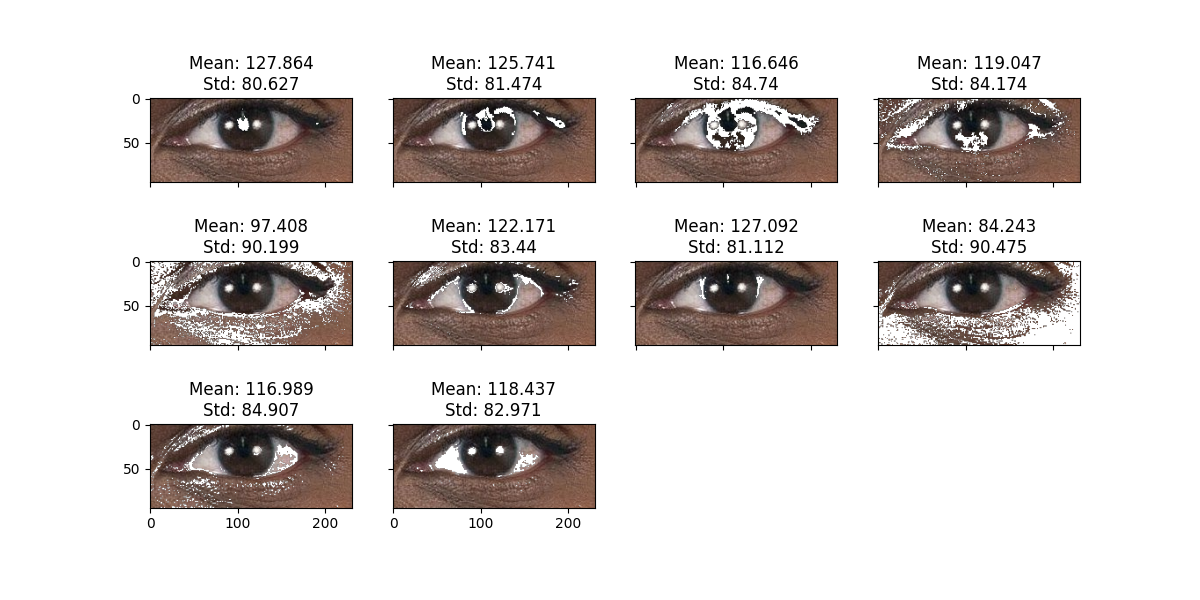 Mean: 127.864
Std: 80.627
Mean: 125.741
Std: 81.474
Mean: 116.646
Std: 84.74
Mean: 119.047
Std: 84.174
0
50
Mean: 97.408
Std: 90.199
Mean: 122.171
Std: 83.44
Mean: 127.092
Std: 81.112
Mean: 84.243
Std: 90.475
0
50
Mean: 116.989
Std: 84.907
Mean: 118.437
Std: 82.971
0
50
0 100 200
0 100 200